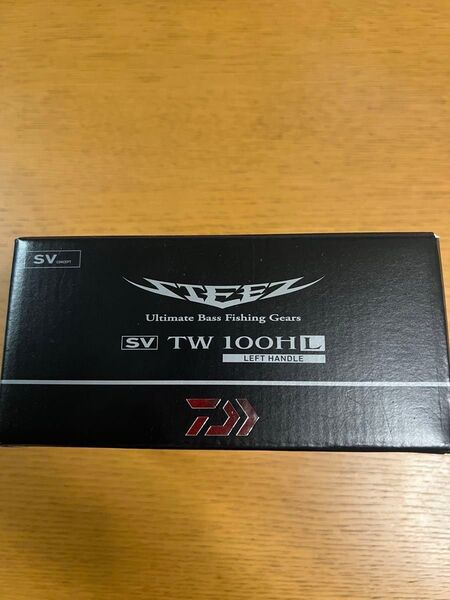 SV CONCEPT
STEEZ
Ultimate Bass Fishing Gears
SV TW 100HL
LEFT HANDLE